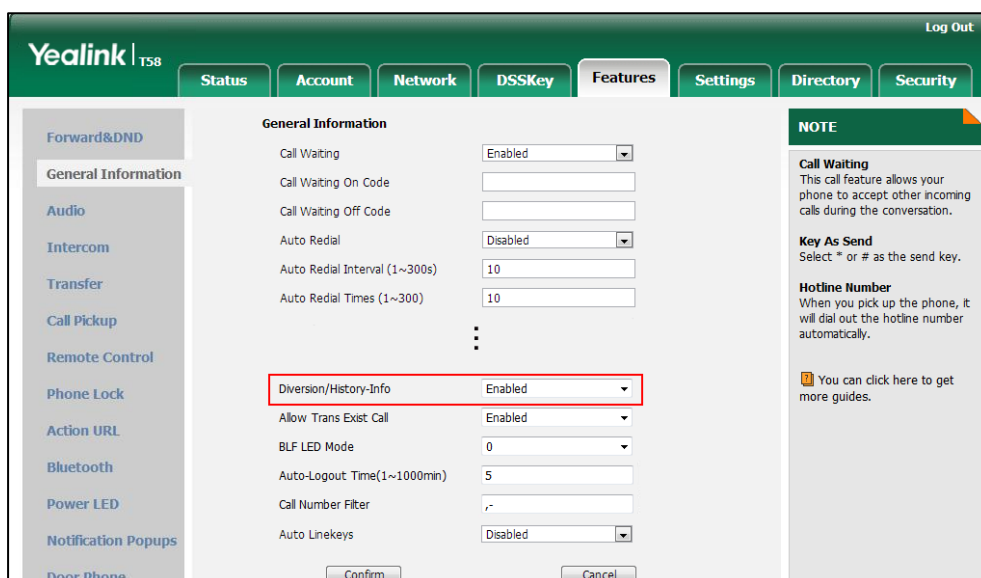 Log Out
Yealink | T58
Status Account Network DSSKey Features Settings Directory Security
Forward&DND
General Information
Audio
Intercom
Transfer
Call Pickup
Remote Control
Phone Lock
Action URL
Bluetooth
Power LED
Notification Popups
Door Phone
General Information
Call Waiting Enabled
Call Waiting On Code
Call Waiting Off Code
Auto Redial Disabled
Auto Redial Interval (1~300s) 10
Auto Redial Times (1~300) 10
Diversion/History-Info Enabled
Allow Trans Exist Call Enabled
BLF LED Mode 0
Auto-Logout Time(1~1000min) 5
Call Number Filter ,-
Auto Linekeys Disabled
Confirm Cancel
NOTE
Call Waiting
This call feature allows your
phone to accept other incoming
calls during the conversation.
Key As Send
Select * or # as the send key.
Hotline Number
When you pick up the phone, it
will dial out the hotline number
automatically.
You can click here to get
more guides.